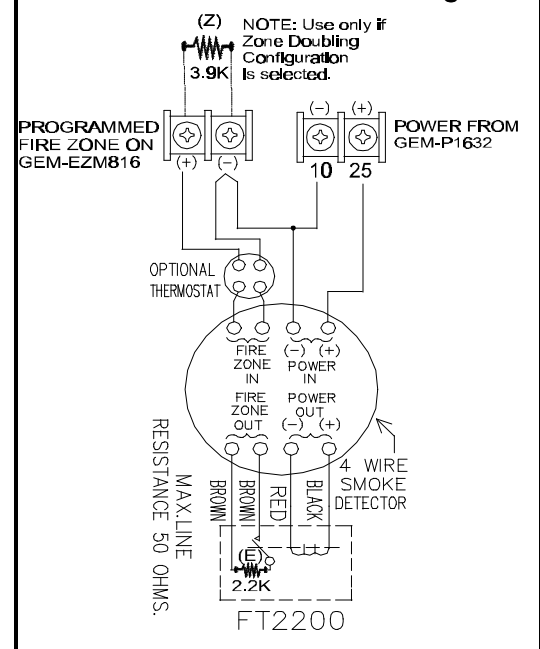 (Z)
NOTE: Use only if
Zone Doubling
Configuration
is selected.
3.9K
PROGRAMMED
FIRE ZONE ON
GEM-EZM816
(+) (-)
(-) (+)
10 25
POWER FROM
GEM-P1632
OPTIONAL
THERMOSTAT
FIRE
ZONE
IN
(-) (+)
POWER
IN
FIRE
ZONE
OUT
POWER
OUT
(-) (+)
4 WIRE
SMOKE
DETECTOR
BROWN
BROWN
RED
BLACK
MAX.LINE
RESISTANCE 50 OHMS.
(E)
2.2K
FT2200